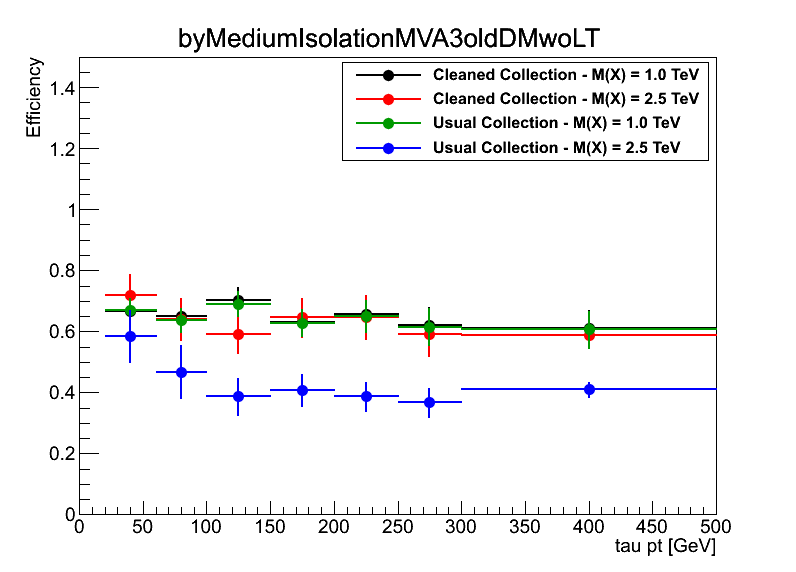 byMediumIsolationMVA3oldDMwoLT
Efficiency
Cleaned Collection - M(X) = 1.0 TeV
Cleaned Collection - M(X) = 2.5 TeV
Usual Collection - M(X) = 1.0 TeV
Usual Collection - M(X) = 2.5 TeV
1.4
1.2
1
0.8
0.6
0.4
0.2
0
0 50 100 150 200 250 300 350 400 450 500
tau pt [GeV]